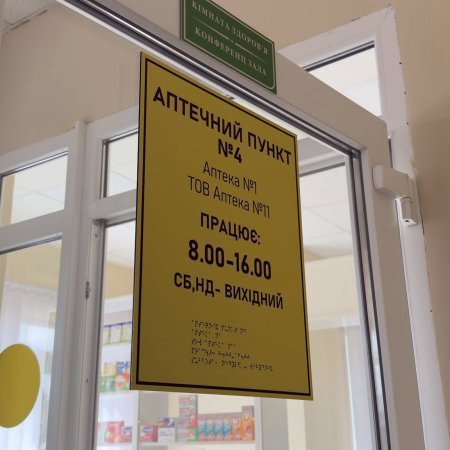 КІМНАТА ЗДОРОВ'Я
КОНФЕРЕНЦ ЗАЛА
АПТЕЧНИЙ ПУНКТ
№4
Аптека №1
ТОВ Аптека №11
ПРАЦЮЄ:
8.00-16.00
СБ,НД- ВИХІДНИЙ